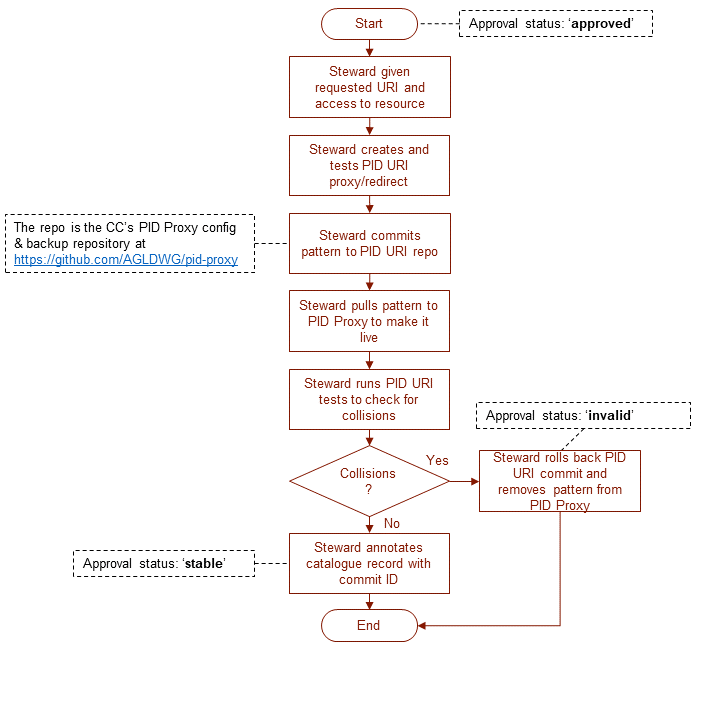 Start
Approval status: ‘approved’
Steward given
requested URI and
access to resource
Steward creates and
tests PID URI
proxy/redirect
The repo is the CC’s PID Proxy config
& backup repository at
https://github.com/AGLDWG/pid-proxy
Steward commits
pattern to PID URI repo
Steward pulls pattern to
PID Proxy to make it
live
Steward runs PID URI
tests to check for
collisions
Approval status: ‘invalid’
Collisions
?
Yes
Steward rolls back PID
URI commit and
removes pattern from
PID Proxy
No
Approval status: ‘stable’
Steward annotates
catalogue record with
commit ID
End